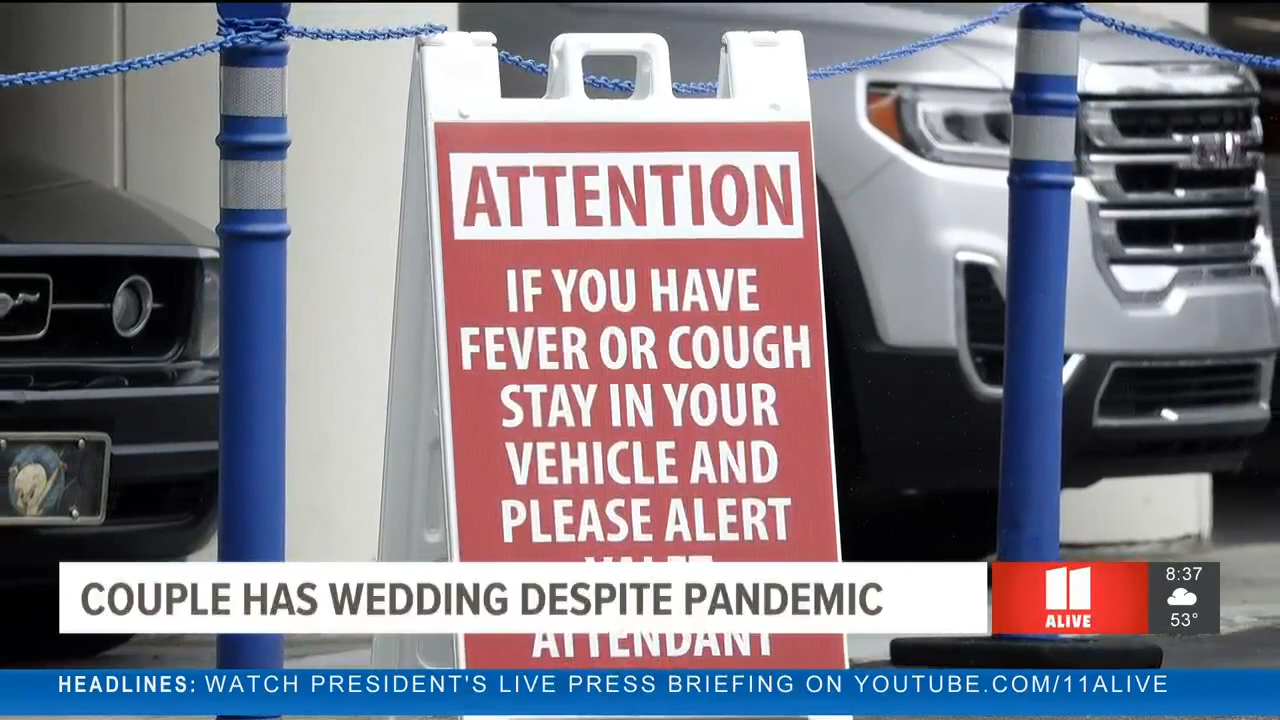 ATTENTION
IF YOU HAVE
FEVER OR COUGH
STAY IN YOUR
VEHICLE AND
PLEASE ALERT
ATTENDANT
COUPLE HAS WEDDING DESPITE PANDEMIC
11
ALIVE
8:37
53°
HEADLINES: WATCH PRESIDENT'S LIVE PRESS BRIEFING ON YOUTUBE.COM/11ALIVE